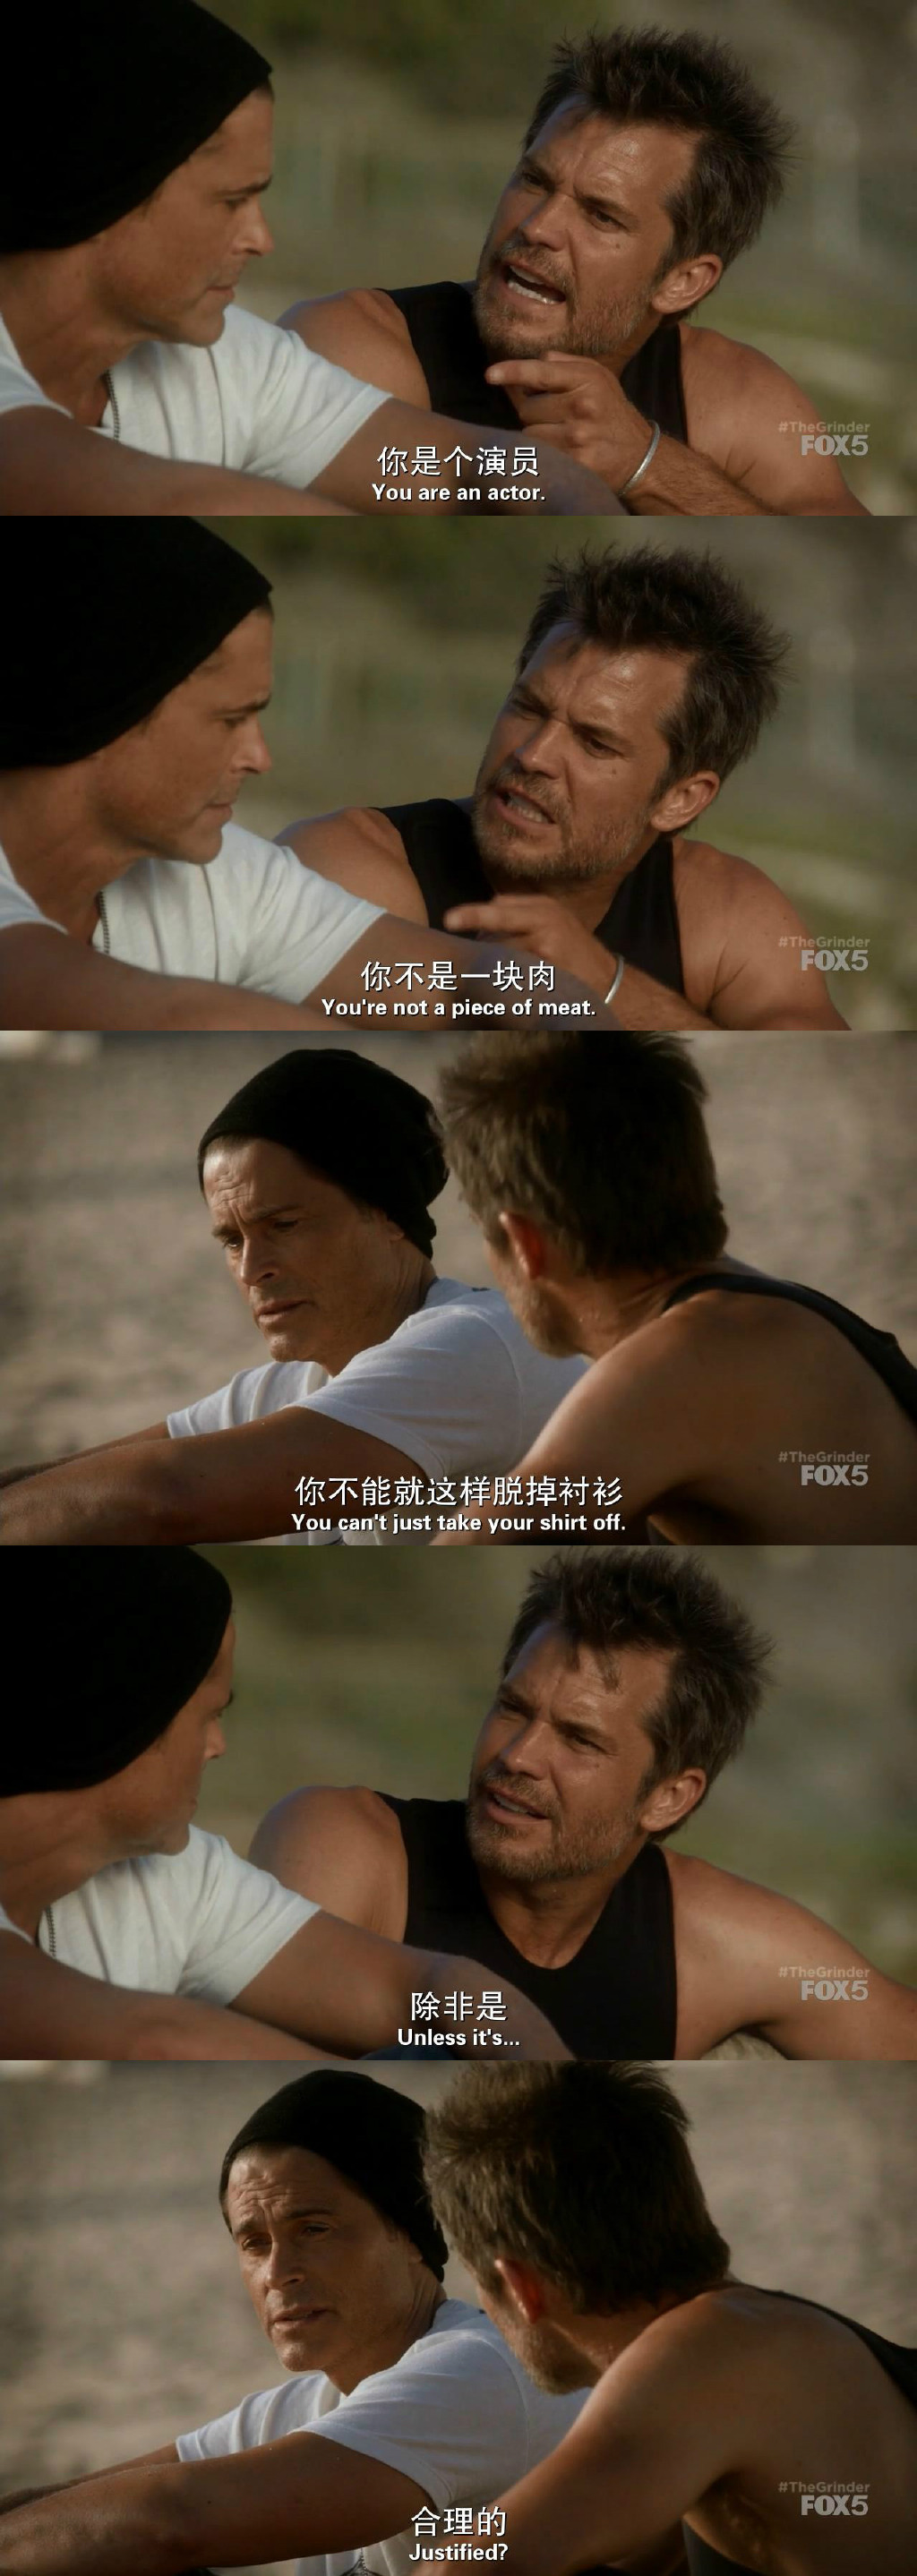 #TheGrinder
FOX5
你是个演员
You are an actor.
#TheGrinder
FOX5
你不是一块肉
You're not a piece of meat.
#TheGrinder
FOX5
你不能就这样脱掉衬衫
You can't just take your shirt off.
#TheGrinder
FOX5
除非是
Unless it's...
#TheGrinder
FOX5
合理的
Justified?